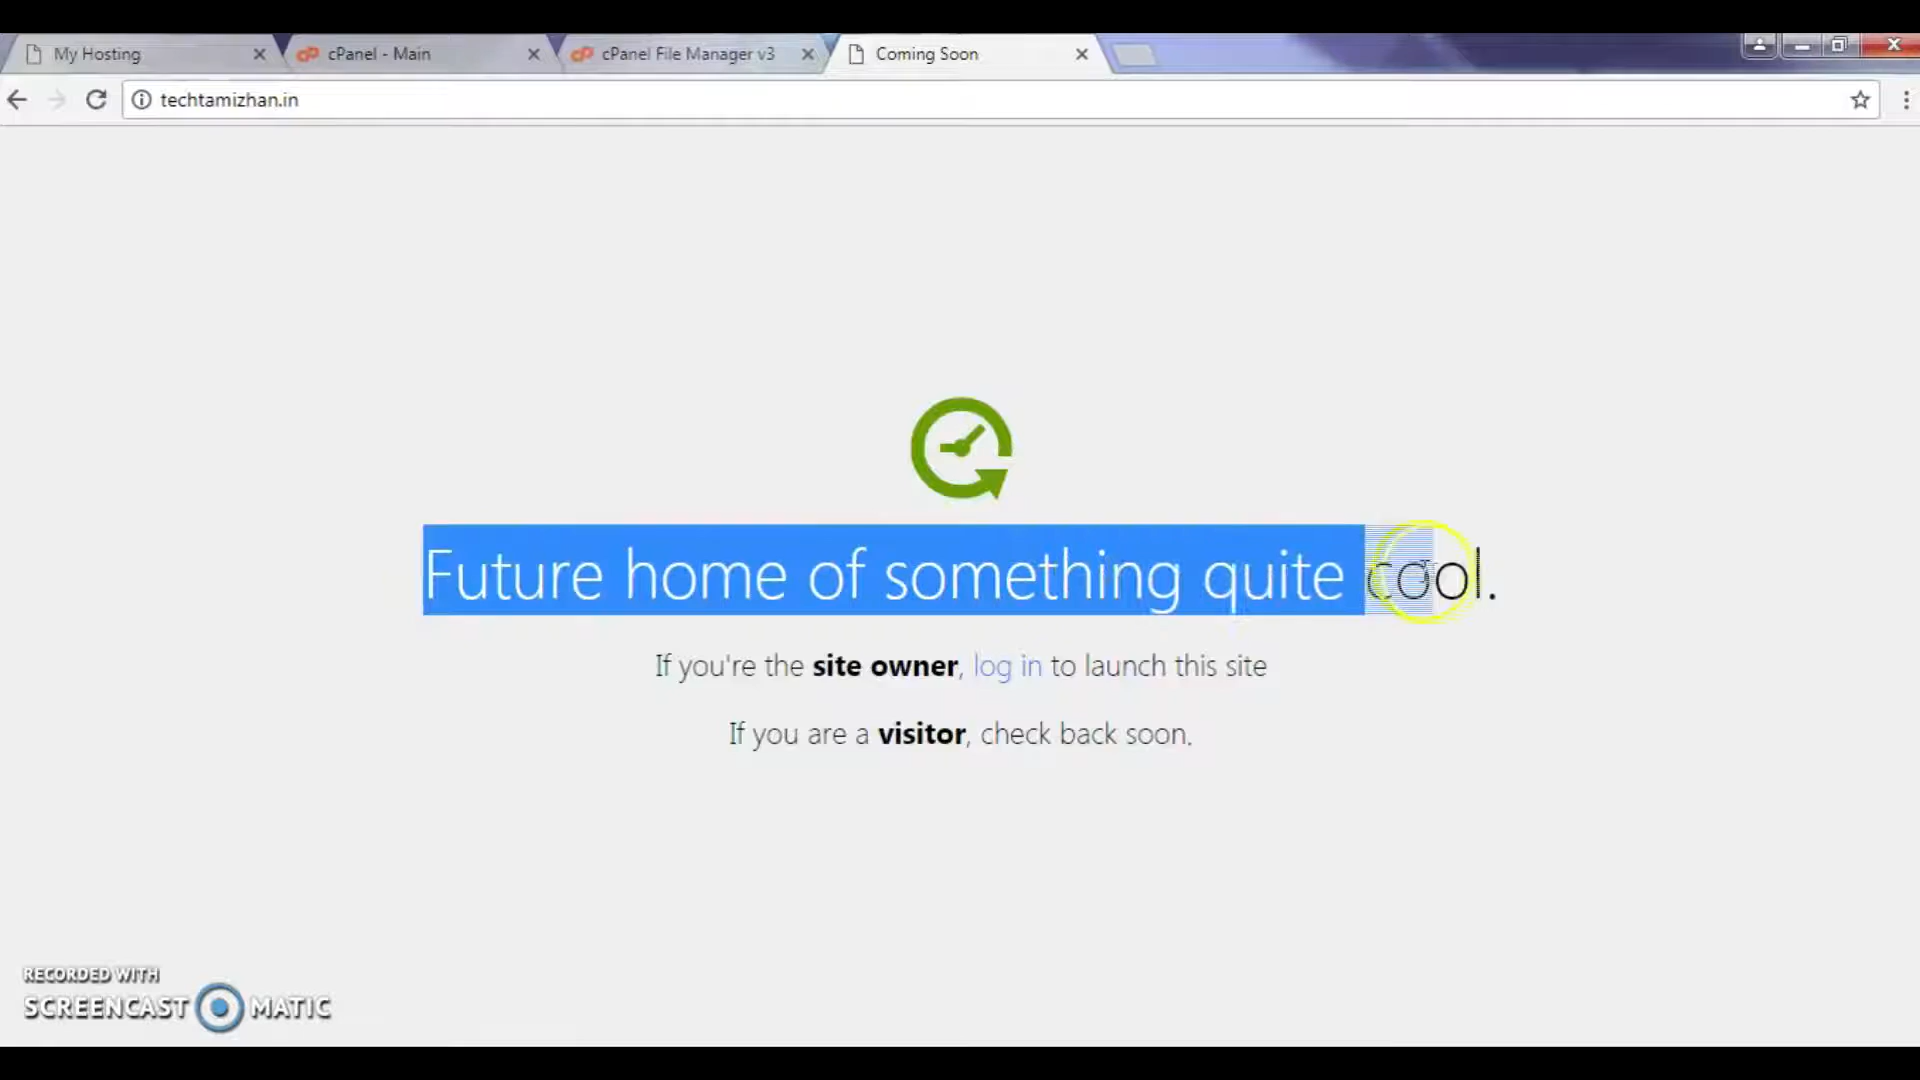 My Hosting
cPanel - Main
cPanel File Manager v3
Coming Soon
techtamizhan.in
Future home of something quite cool.
If you're the site owner, log in to launch this site
If you are a visitor, check back soon.
RECORDED WITH
SCREENCAST MATIC